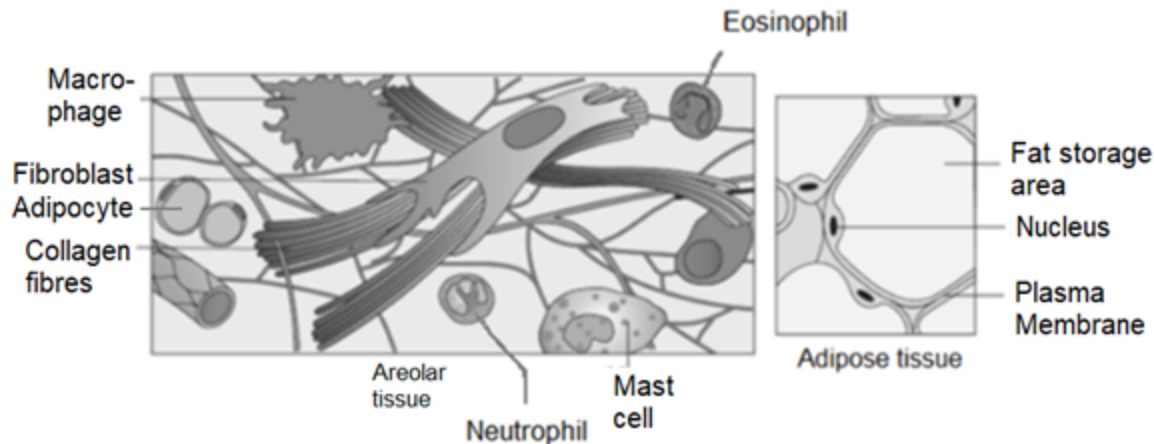 Eosinophil
Macro-
phage
Fibroblast
Adipocyte
Collagen
fibres
Areolar
tissue
Neutrophil
Mast
cell
Fat storage
area
Nucleus
Plasma
Membrane
Adipose tissue